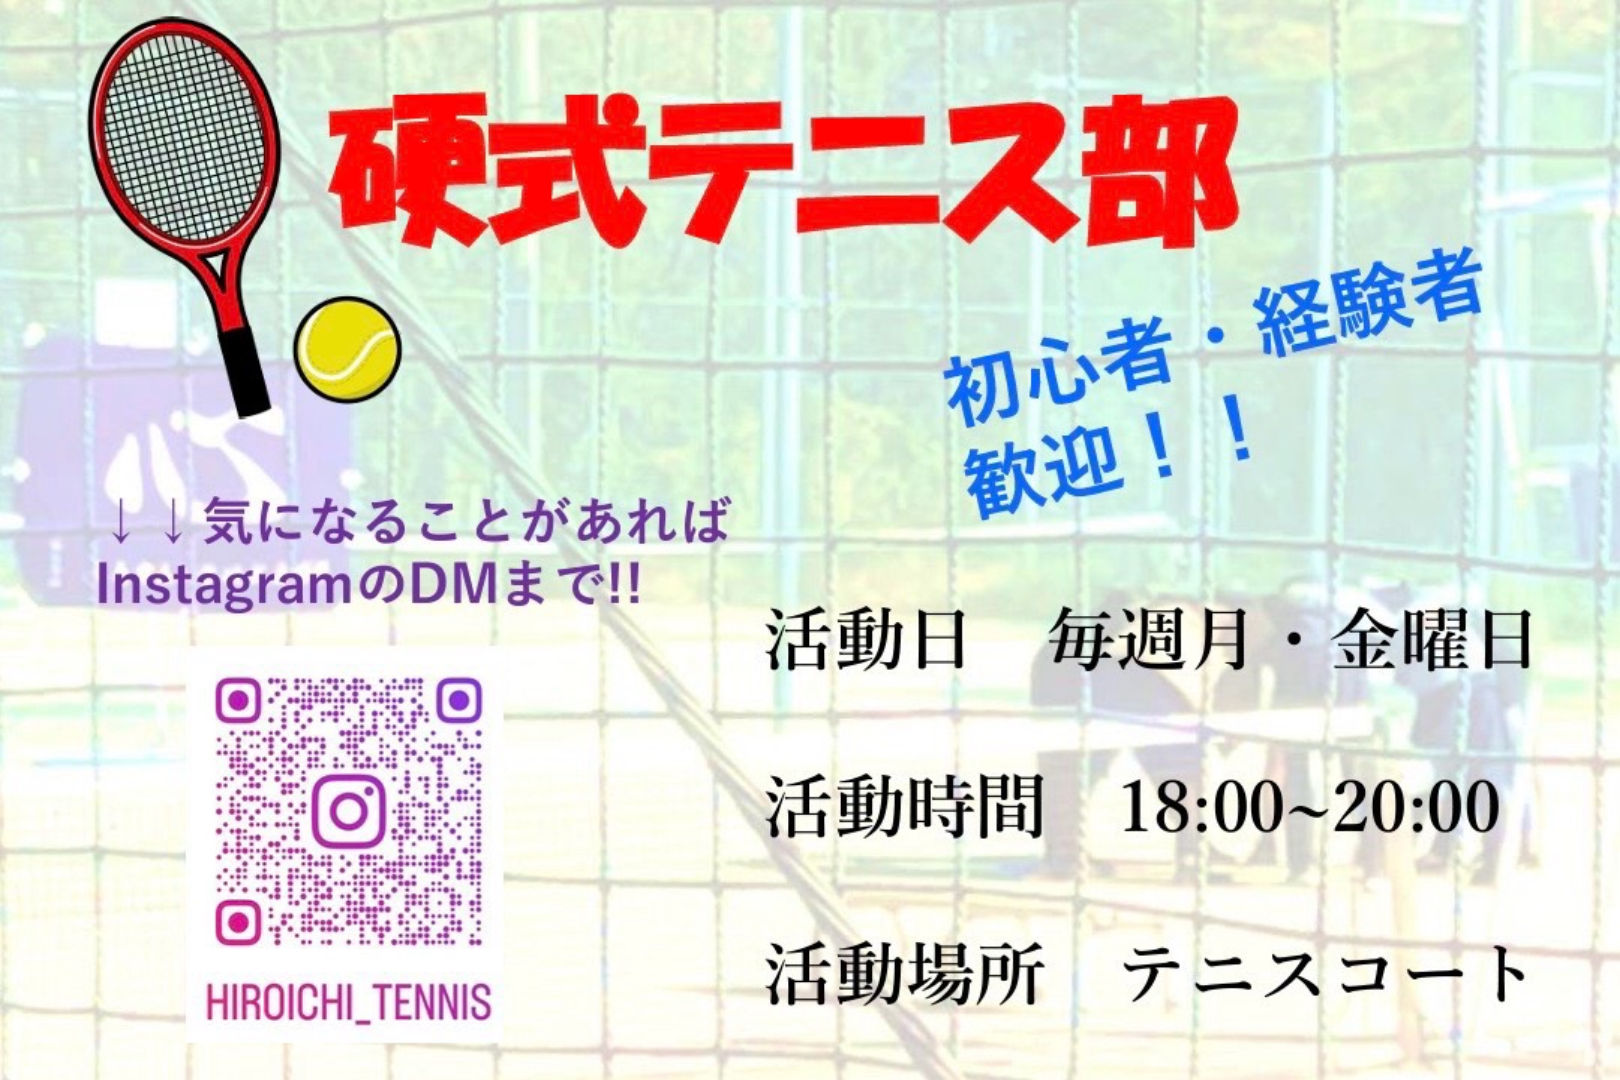 硬式テニス部
初心者・経験者
歓迎！！
↓↓気になることがあれば
InstagramのDMまで!!
HIROICHI_TENNIS
活動日　毎週月・金曜日
活動時間　18:00~20:00
活動場所　テニスコート